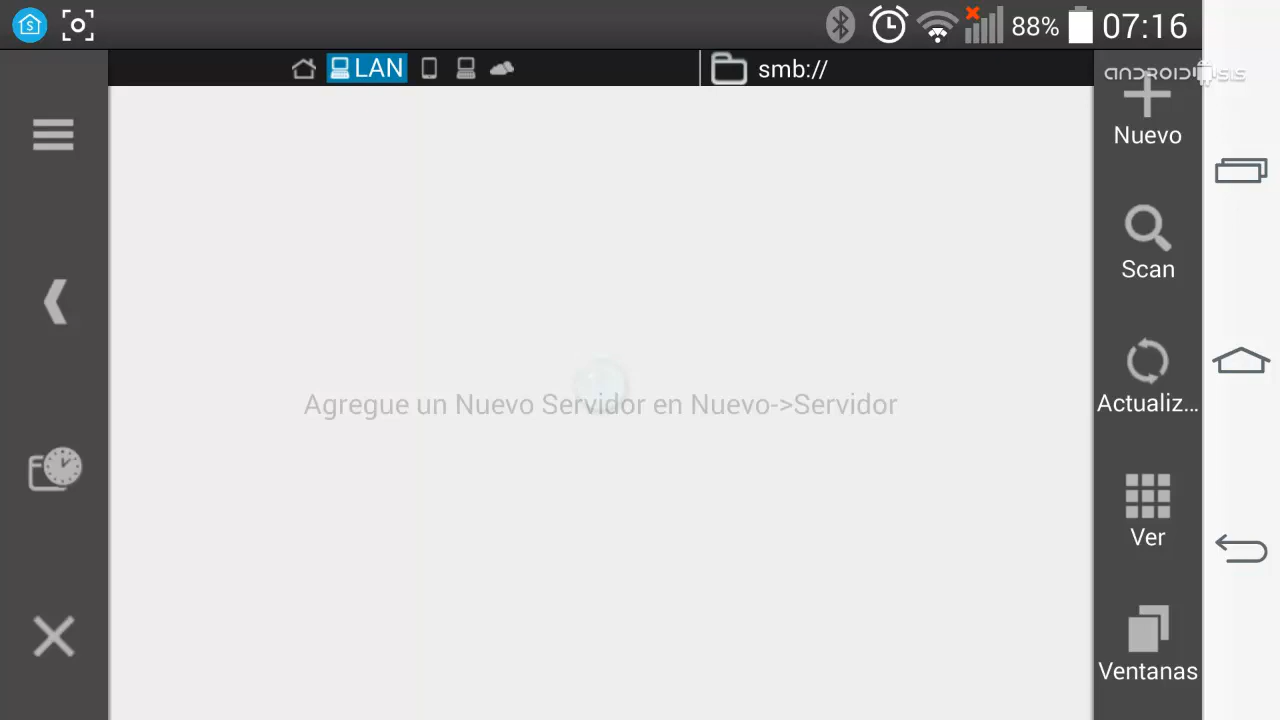 88% 07:16
LAN smb://
ANDROIDSIS
Nuevo
Scan
Agregue un Nuevo Servidor en Nuevo->Servidor
Actualiz...
Ver
Ventanas